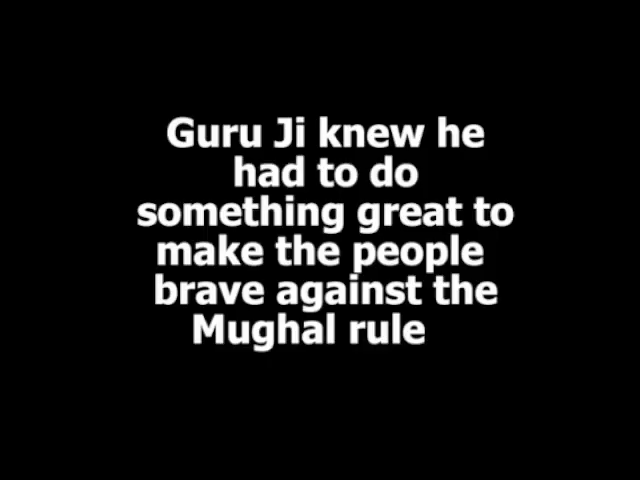 Guru Ji knew he
had to do
something great to
make the people
brave against the
Mughal rule